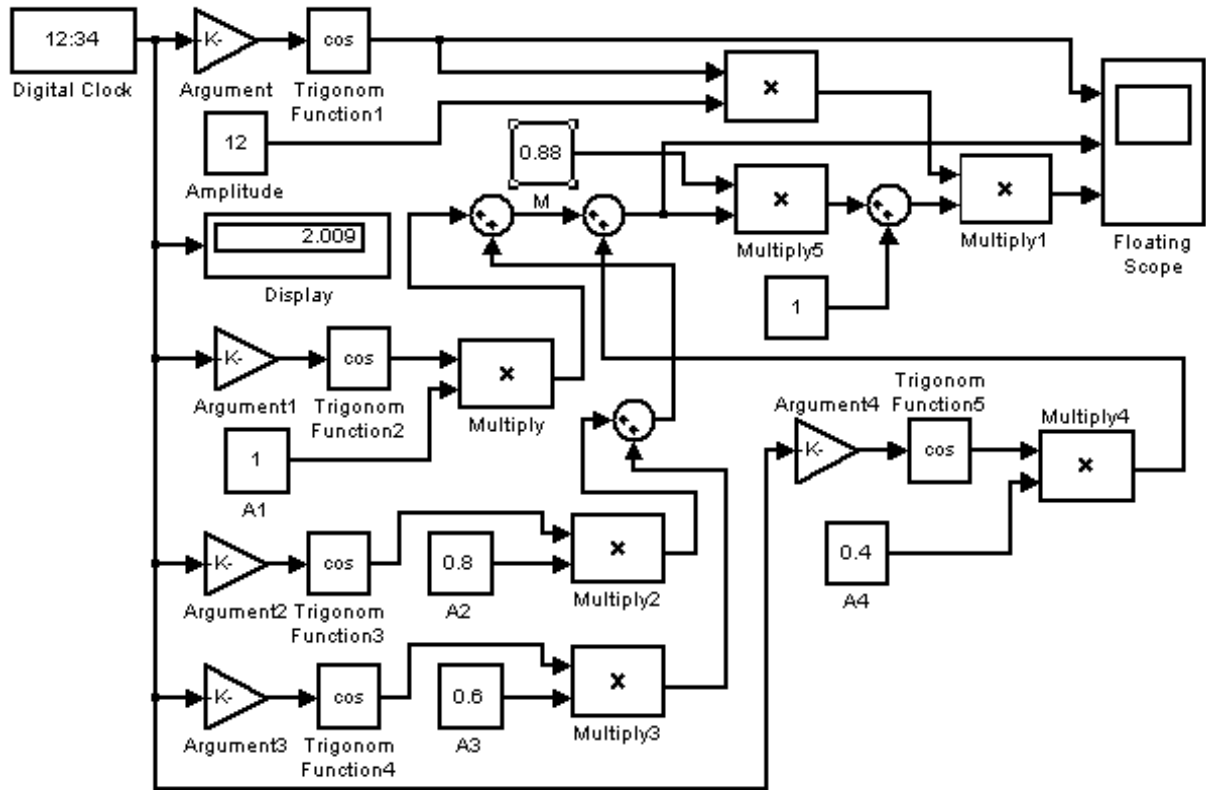 12:34
Digital Clock
-K-
Argument
cos
Trigonom
Function1
12
Amplitude
×
0.88
M
×
Multiply5
×
Multiply1
Floating
Scope
2.009
Display
1
-K-
Argument1
cos
Trigonom
Function2
×
Multiply
1
A1
-K-
Argument2
cos
Trigonom
Function3
0.8
A2
×
Multiply2
-K-
Argument3
cos
Trigonom
Function4
0.6
A3
×
Multiply3
-K-
Argument4
cos
Trigonom
Function5
×
Multiply4
0.4
A4